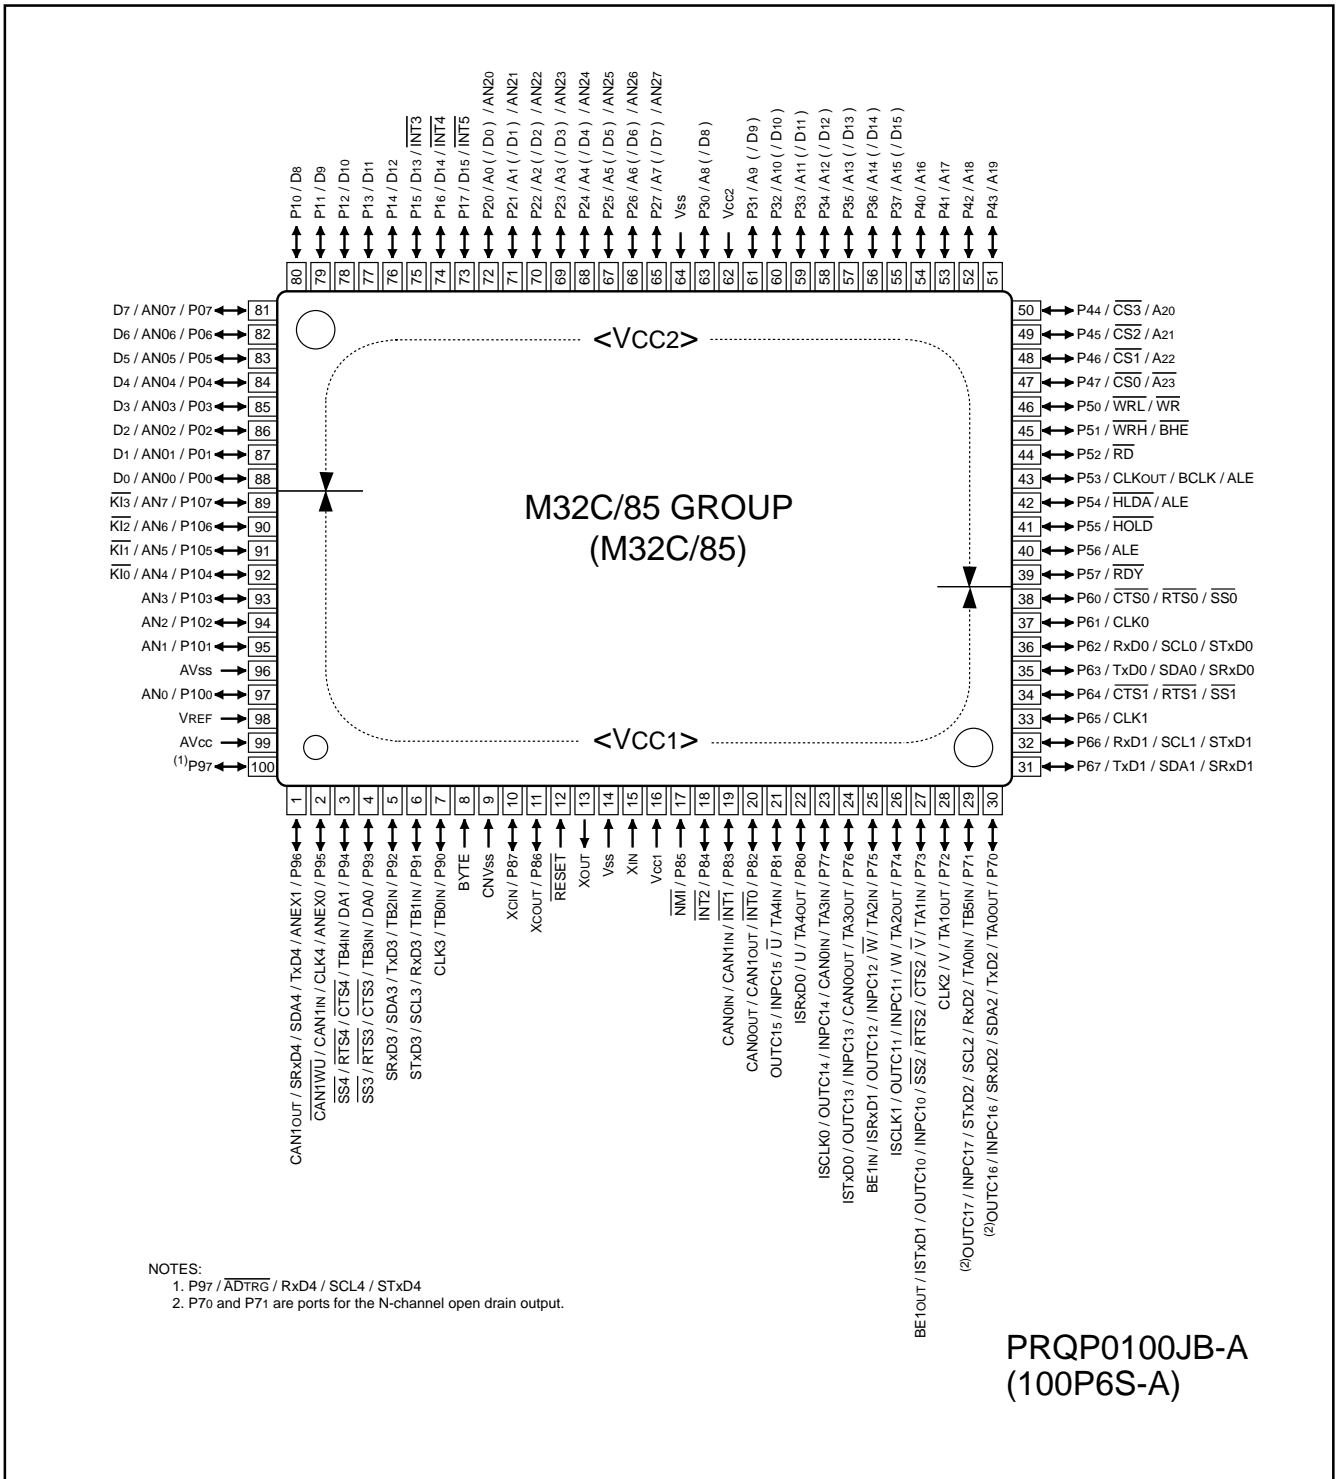 P10 / D8
P11 / D9
P12 / D10
P13 / D11
P14 / D12
P15 / D13 / INT3
P16 / D14 / INT4
P17 / D15 / INT5
P20 / A0 ( / D0 ) / AN20
P21 / A1 ( / D1 ) / AN21
P22 / A2 ( / D2 ) / AN22
P23 / A3 ( / D3 ) / AN23
P24 / A4 ( / D4 ) / AN24
P25 / A5 ( / D5 ) / AN25
P26 / A6 ( / D6 ) / AN26
P27 / A7 ( / D7 ) / AN27
Vss
P30 / A8 ( / D8 )
Vcc2
P31 / A9 ( / D9 )
P32 / A10 ( / D10 )
P33 / A11 ( / D11 )
P34 / A12 ( / D12 )
P35 / A13 ( / D13 )
P36 / A14 ( / D14 )
P37 / A15 ( / D15 )
P40 / A16
P41 / A17
P42 / A18
P43 / A19
80 79 78 77 76 75 74 73 72 71 70 69 68 67 66 65 64 63 62 61 60 59 58 57 56 55 54 53 52 51
D7 / AN07 / P07 81
D6 / AN06 / P06 82
D5 / AN05 / P05 83
D4 / AN04 / P04 84
D3 / AN03 / P03 85
D2 / AN02 / P02 86
D1 / AN01 / P01 87
D0 / AN00 / P00 88
KI3 / AN7 / P107 89
KI2 / AN6 / P106 90
KI1 / AN5 / P105 91
KI0 / AN4 / P104 92
AN3 / P103 93
AN2 / P102 94
AN1 / P101 95
AVss 96
AN0 / P100 97
VREF 98
AVcc 99
(1)P97 100
<VCC2>
M32C/85 GROUP
(M32C/85)
<VCC1>
50 P44 / CS3 / A20
49 P45 / CS2 / A21
48 P46 / CS1 / A22
47 P47 / CS0 / A23
46 P50 / WRL / WR
45 P51 / WRH / BHE
44 P52 / RD
43 P53 / CLKOUT / BCLK / ALE
42 P54 / HLDA / ALE
41 P55 / HOLD
40 P56 / ALE
39 P57 / RDY
38 P60 / CTS0 / RTS0 / SS0
37 P61 / CLK0
36 P62 / RxD0 / SCL0 / STxD0
35 P63 / TxD0 / SDA0 / SRxD0
34 P64 / CTS1 / RTS1 / SS1
33 P65 / CLK1
32 P66 / RxD1 / SCL1 / STxD1
31 P67 / TxD1 / SDA1 / SRxD1
1 2 3 4 5 6 7 8 9 10 11 12 13 14 15 16 17 18 19 20 21 22 23 24 25 26 27 28 29 30
CAN1OUT / SRxD4 / SDA4 / TxD4 / ANEX1 / P96
CAN1WU / CAN1IN / CLK4 / ANEX0 / P95
SS4 / RTS4 / CTS4 / TB4IN / DA1 / P94
SS3 / RTS3 / CTS3 / TB3IN / DA0 / P93
SRxD3 / SDA3 / TxD3 / TB2IN / P92
STxD3 / SCL3 / RxD3 / TB1IN / P91
CLK3 / TB0IN / P90
BYTE
CNVss
XCIN / P87
XCOUT / P86
RESET
XOUT
Vss
XIN
Vcc1
NMI / P85
INT2 / P84
CAN0IN / CAN1IN / INT1 / P83
CAN0OUT / CAN1OUT / INT0 / P82
OUTC15 / INPC15 / U / TA4IN / P81
ISRxD0 / U / TA4OUT / P80
ISCLK0 / OUTC14 / INPC14 / CAN0IN / TA3IN / P77
ISTxD0 / OUTC13 / INPC13 / CAN0OUT / TA3OUT / P76
BE1IN / ISRxD1 / OUTC12 / INPC12 / W / TA2IN / P75
ISCLK1 / OUTC11 / INPC11 / W / TA2OUT / P74
BE1OUT / ISTxD1 / OUTC10 / INPC10 / SS2 / RTS2 / CTS2 / V / TA1IN / P73
CLK2 / V / TA1OUT / P72
(2)OUTC17 / INPC17 / STxD2 / SCL2 / RxD2 / TA0IN / TB5IN / P71
(2)OUTC16 / INPC16 / SRxD2 / SDA2 / TxD2 / TA0OUT / P70
NOTES:
1. P97 / ADTRG / RxD4 / SCL4 / STxD4
2. P70 and P71 are ports for the N-channel open drain output.
PRQP0100JB-A
(100P6S-A)